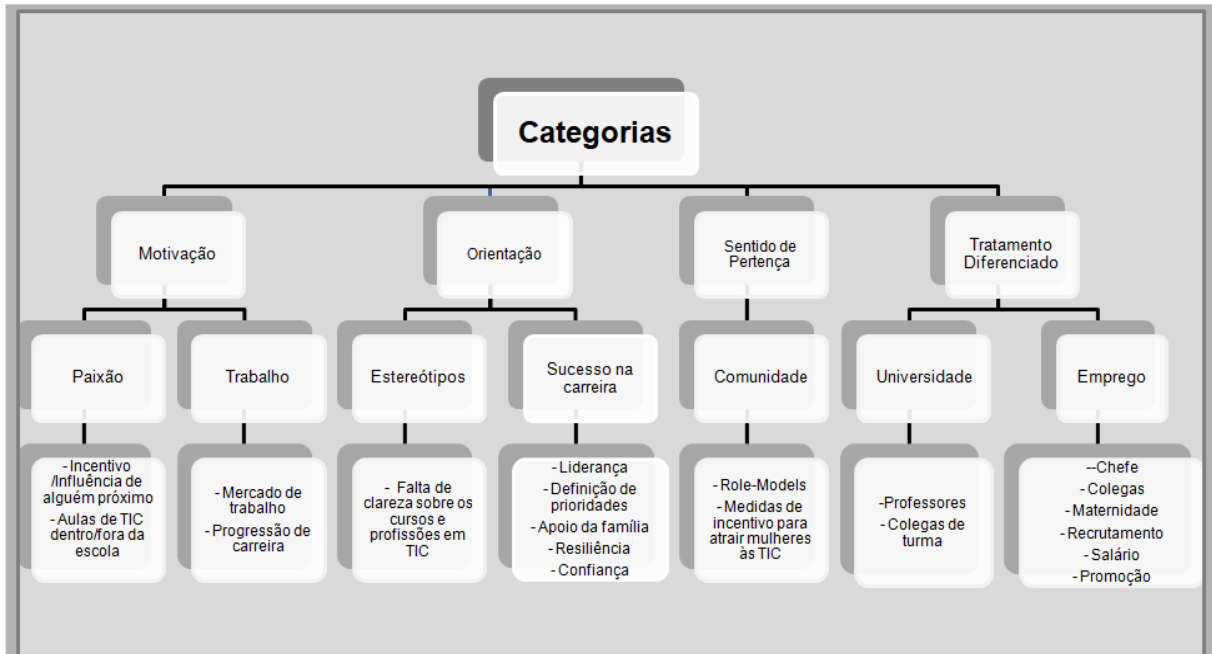 Categorias
Motivação
Orientação
Sentido de
Pertença
Tratamento
Diferenciado
Paixão
Trabalho
Estereótipos
Sucesso na
carreira
Comunidade
Universidade
Emprego
- Incentivo
/Influência de
alguém próximo
- Aulas de TIC
dentro/fora da
escola
- Mercado de
trabalho
- Progressão de
carreira
- Falta de
clareza sobre os
cursos e
profissões em
TIC
- Liderança
- Definição de
prioridades
- Apoio da família
- Resiliência
- Confiança
- Role-Models
- Medidas de
incentivo para
atrair mulheres
às TIC
- Professores
- Colegas de
turma
--Chefe
- Colegas
- Maternidade
- Recrutamento
- Salário
- Promoção